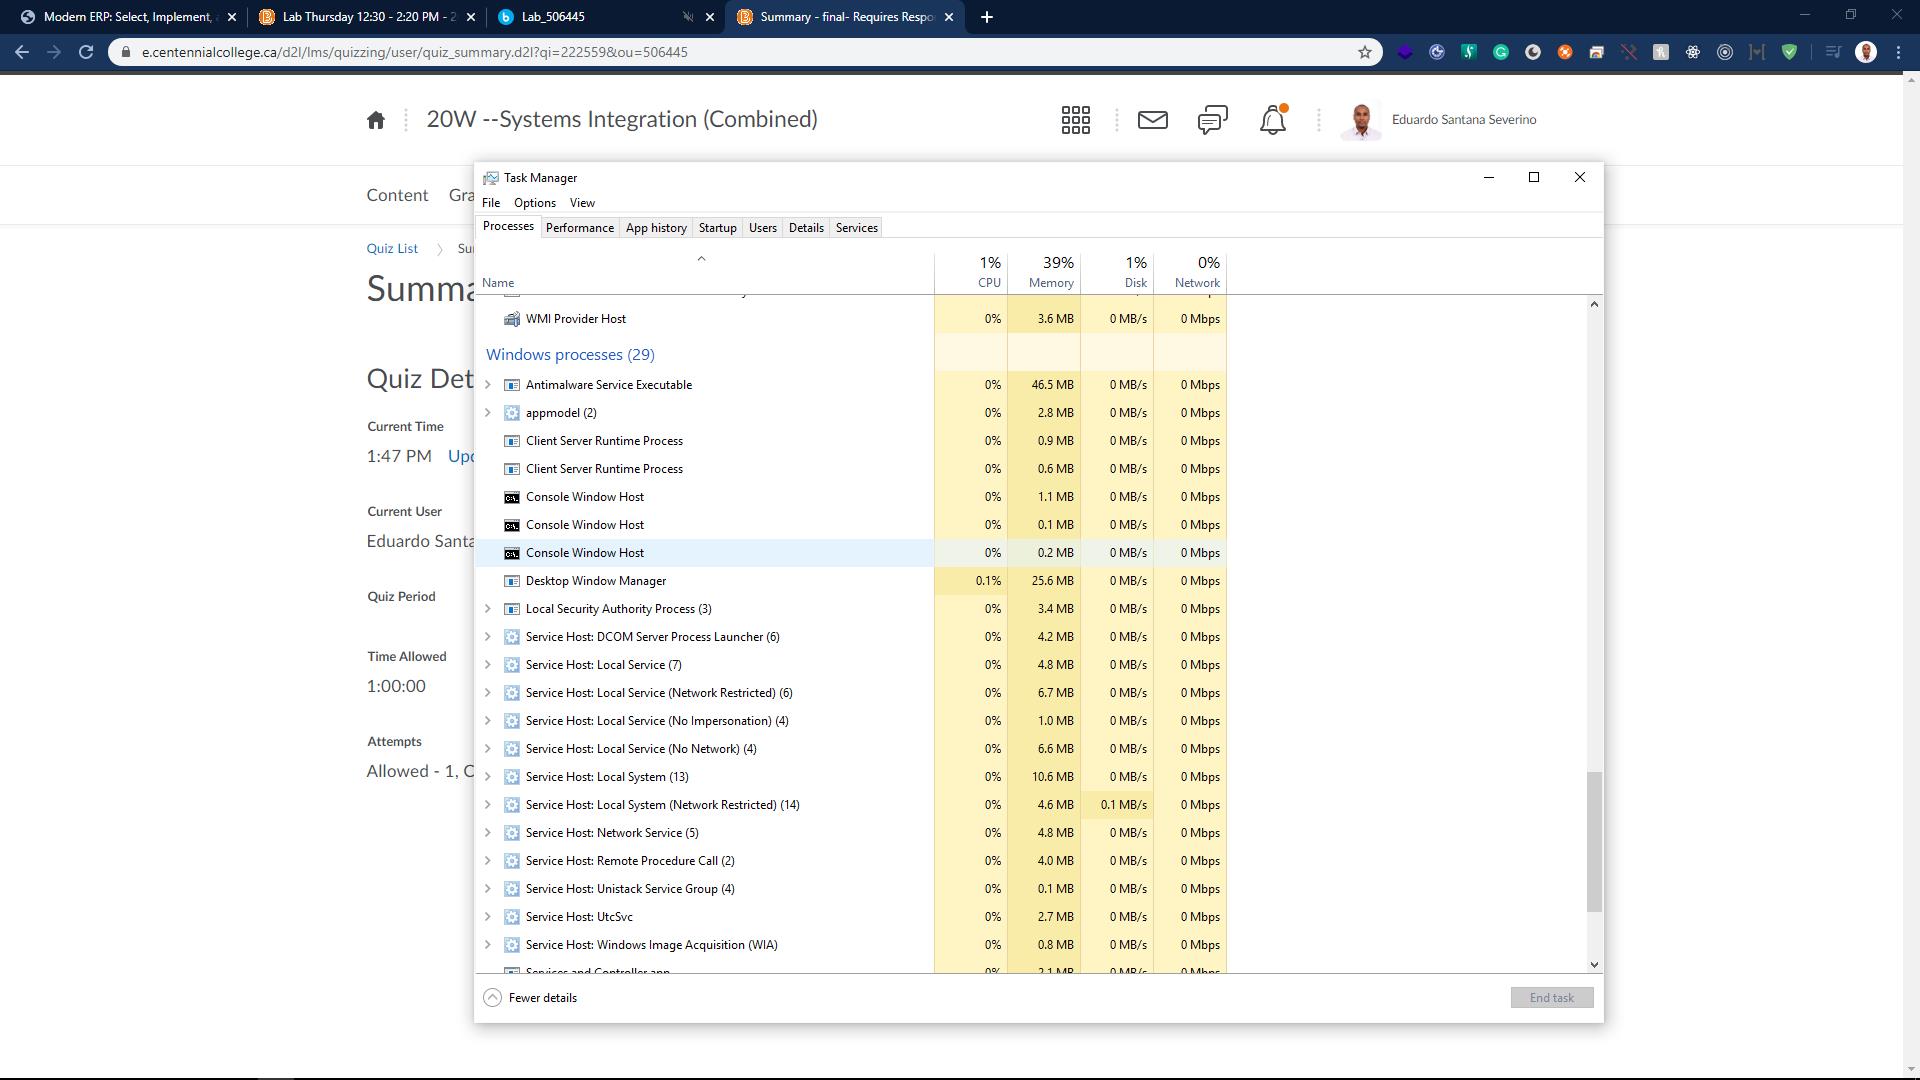 Modern ERP: Select, Implement, a
Lab Thursday 12:30 - 2:20 PM - 2
Lab_506445
Summary - final- Requires Respo
e.centennialcollege.ca/d2l/lms/quizzing/user/quiz_summary.d2l?qi=222559&ou=506445
20W --Systems Integration (Combined)
Eduardo Santana Severino
Content Gra
Quiz List Su
Summa
Quiz Det
Current Time
1:47 PM Upd
Current User
Eduardo Santa
Quiz Period
Time Allowed
1:00:00
Attempts
Allowed - 1, C
Task Manager
File Options View
Processes Performance App history Startup Users Details Services
1% 39% 1% 0%
Name CPU Memory Disk Network
WMI Provider Host 0% 3.6 MB 0 MB/s 0 Mbps
Windows processes (29)
Antimalware Service Executable 0% 46.5 MB 0 MB/s 0 Mbps
appmodel (2) 0% 2.8 MB 0 MB/s 0 Mbps
Client Server Runtime Process 0% 0.9 MB 0 MB/s 0 Mbps
Client Server Runtime Process 0% 0.6 MB 0 MB/s 0 Mbps
Console Window Host 0% 1.1 MB 0 MB/s 0 Mbps
Console Window Host 0% 0.1 MB 0 MB/s 0 Mbps
Console Window Host 0% 0.2 MB 0 MB/s 0 Mbps
Desktop Window Manager 0.1% 25.6 MB 0 MB/s 0 Mbps
Local Security Authority Process (3) 0% 3.4 MB 0 MB/s 0 Mbps
Service Host: DCOM Server Process Launcher (6) 0% 4.2 MB 0 MB/s 0 Mbps
Service Host: Local Service (7) 0% 4.8 MB 0 MB/s 0 Mbps
Service Host: Local Service (Network Restricted) (6) 0% 6.7 MB 0 MB/s 0 Mbps
Service Host: Local Service (No Impersonation) (4) 0% 1.0 MB 0 MB/s 0 Mbps
Service Host: Local Service (No Network) (4) 0% 6.6 MB 0 MB/s 0 Mbps
Service Host: Local System (13) 0% 10.6 MB 0 MB/s 0 Mbps
Service Host: Local System (Network Restricted) (14) 0% 4.6 MB 0.1 MB/s 0 Mbps
Service Host: Network Service (5) 0% 4.8 MB 0 MB/s 0 Mbps
Service Host: Remote Procedure Call (2) 0% 4.0 MB 0 MB/s 0 Mbps
Service Host: Unistack Service Group (4) 0% 0.1 MB 0 MB/s 0 Mbps
Service Host: UtcSvc 0% 2.7 MB 0 MB/s 0 Mbps
Service Host: Windows Image Acquisition (WIA) 0% 0.8 MB 0 MB/s 0 Mbps
Services and Controller app 0% 2.1 MB 0 MB/s 0 Mbps
Fewer details End task